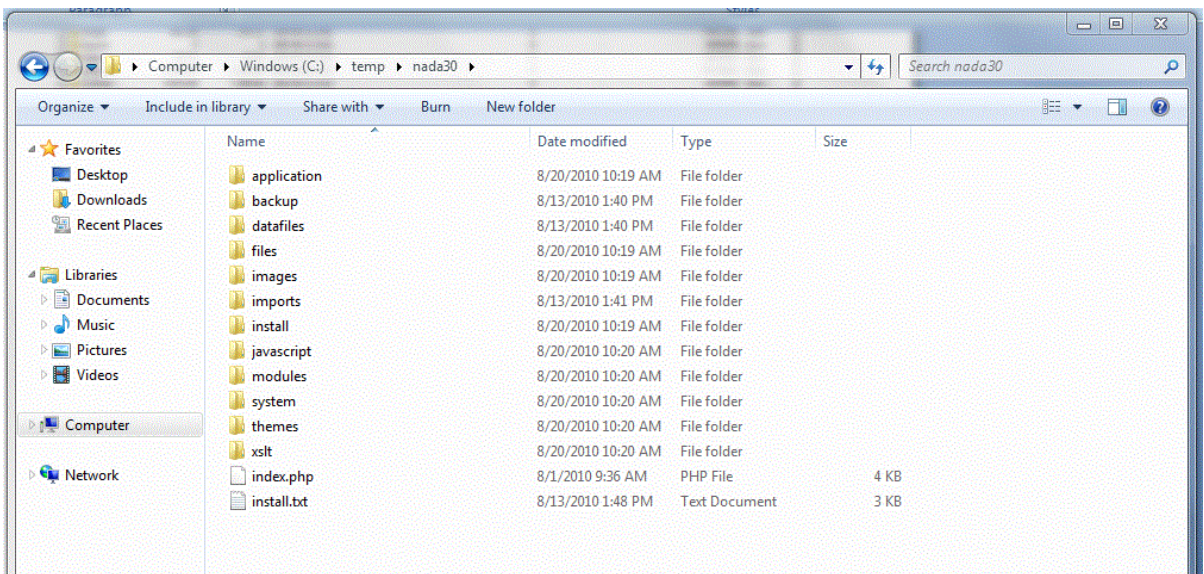 Paragraph Styles
Computer Windows (C:) temp nada30 Search nada30
Organize Include in library Share with Burn New folder
Name Date modified Type Size
Favorites
Desktop
Downloads
Recent Places
Libraries
Documents
Music
Pictures
Videos
Computer
Network
application 8/20/2010 10:19 AM File folder
backup 8/13/2010 1:40 PM File folder
datafiles 8/13/2010 1:40 PM File folder
files 8/20/2010 10:19 AM File folder
images 8/20/2010 10:19 AM File folder
imports 8/13/2010 1:41 PM File folder
install 8/20/2010 10:19 AM File folder
javascript 8/20/2010 10:20 AM File folder
modules 8/20/2010 10:20 AM File folder
system 8/20/2010 10:20 AM File folder
themes 8/20/2010 10:20 AM File folder
xslt 8/20/2010 10:20 AM File folder
index.php 8/1/2010 9:36 AM PHP File 4 KB
install.txt 8/13/2010 1:48 PM Text Document 3 KB